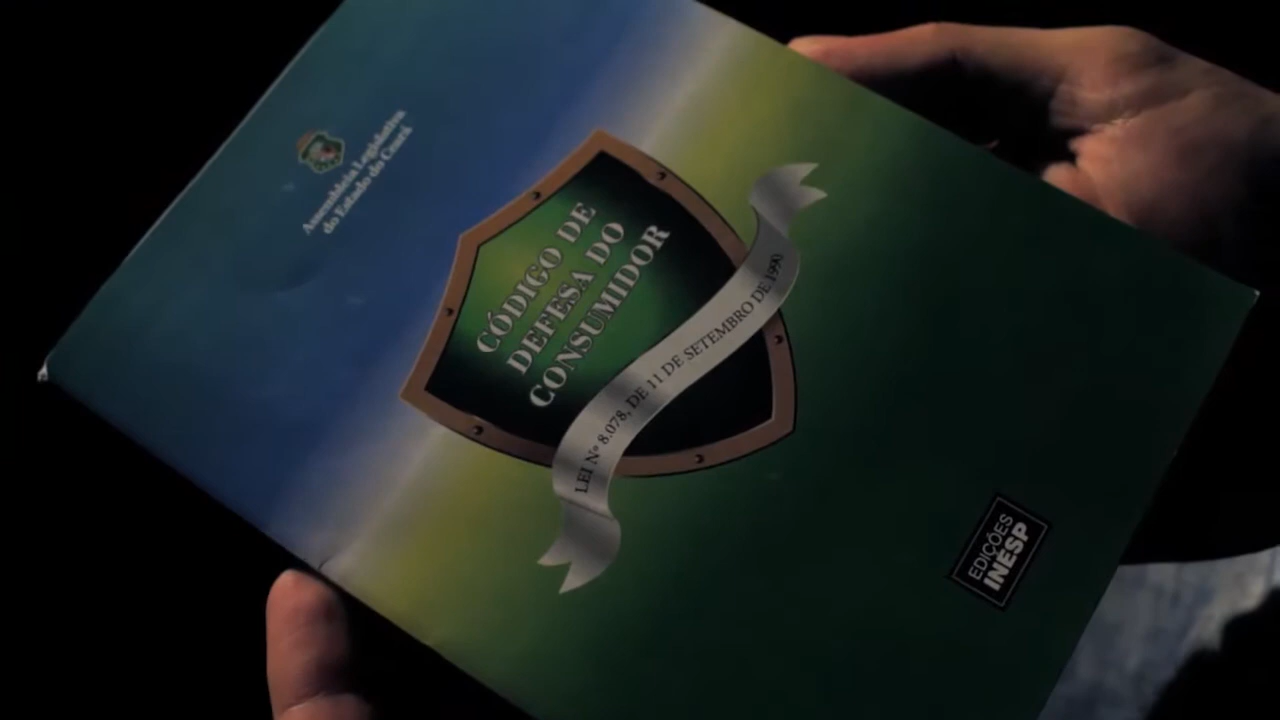 Assembleia Legislativa
do Estado do Ceará
CÓDIGO DE
DEFESA DO
CONSUMIDOR
LEI Nº 8.078, DE 11 DE SETEMBRO DE 1990
EDIÇÕES
INESP